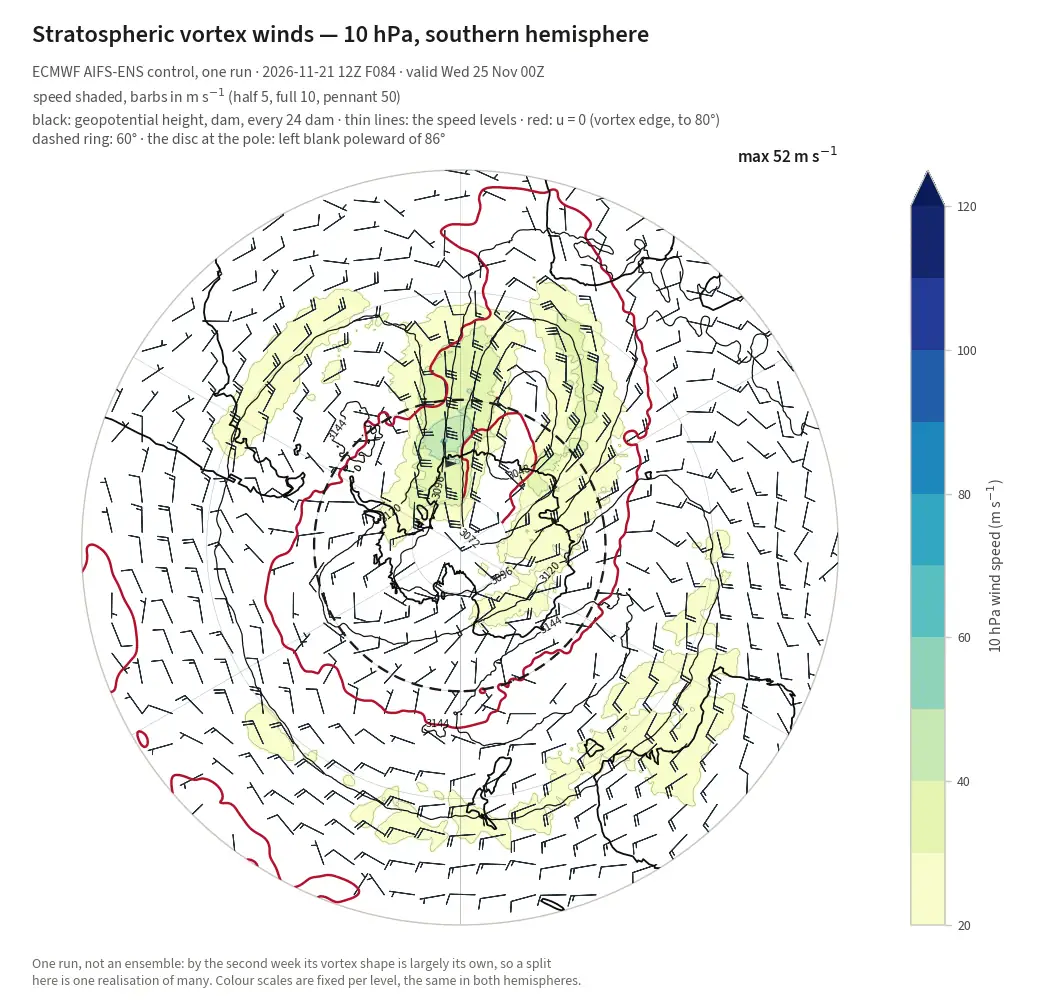 Stratospheric vortex winds — 10 hPa, southern hemisphere
ECMWF AIFS-ENS control, one run · 2026-11-21 12Z F084 · valid Wed 25 Nov 00Z
speed shaded, barbs in m s⁻¹ (half 5, full 10, pennant 50)
black: geopotential height, dam, every 24 dam · thin lines: the speed levels · red: u = 0 (vortex edge, to 80°)
dashed ring: 60° · the disc at the pole: left blank poleward of 86°
max 52 m s⁻¹
120
100
80
60
40
20
10 hPa wind speed (m s⁻¹)
3144
3048
3096
3120
3072
3096
3120
3144
3144
One run, not an ensemble: by the second week its vortex shape is largely its own, so a split
here is one realisation of many. Colour scales are fixed per level, the same in both hemispheres.